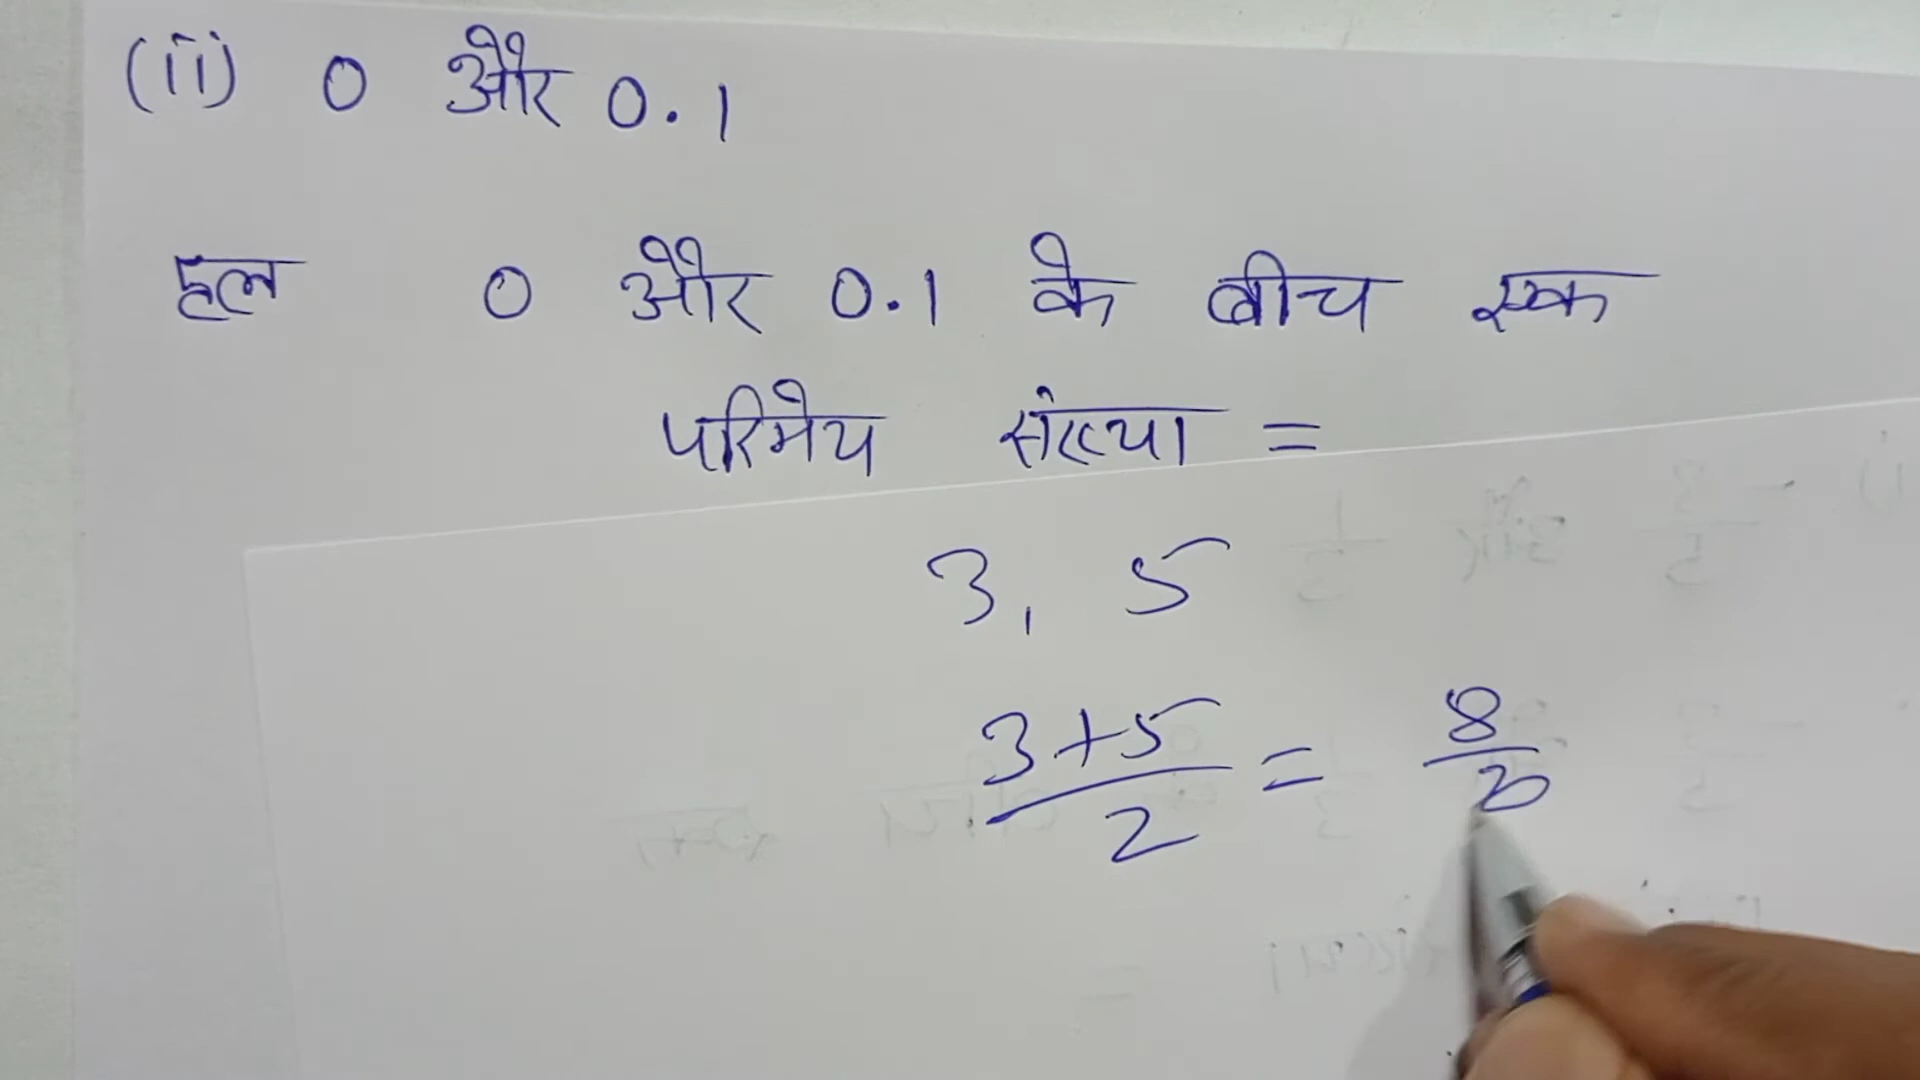 (ii) 0 और 0.1
हल 0 और 0.1 के बीच एक
परिमेय संख्या =
3, 5
3+5/2 = 8/2